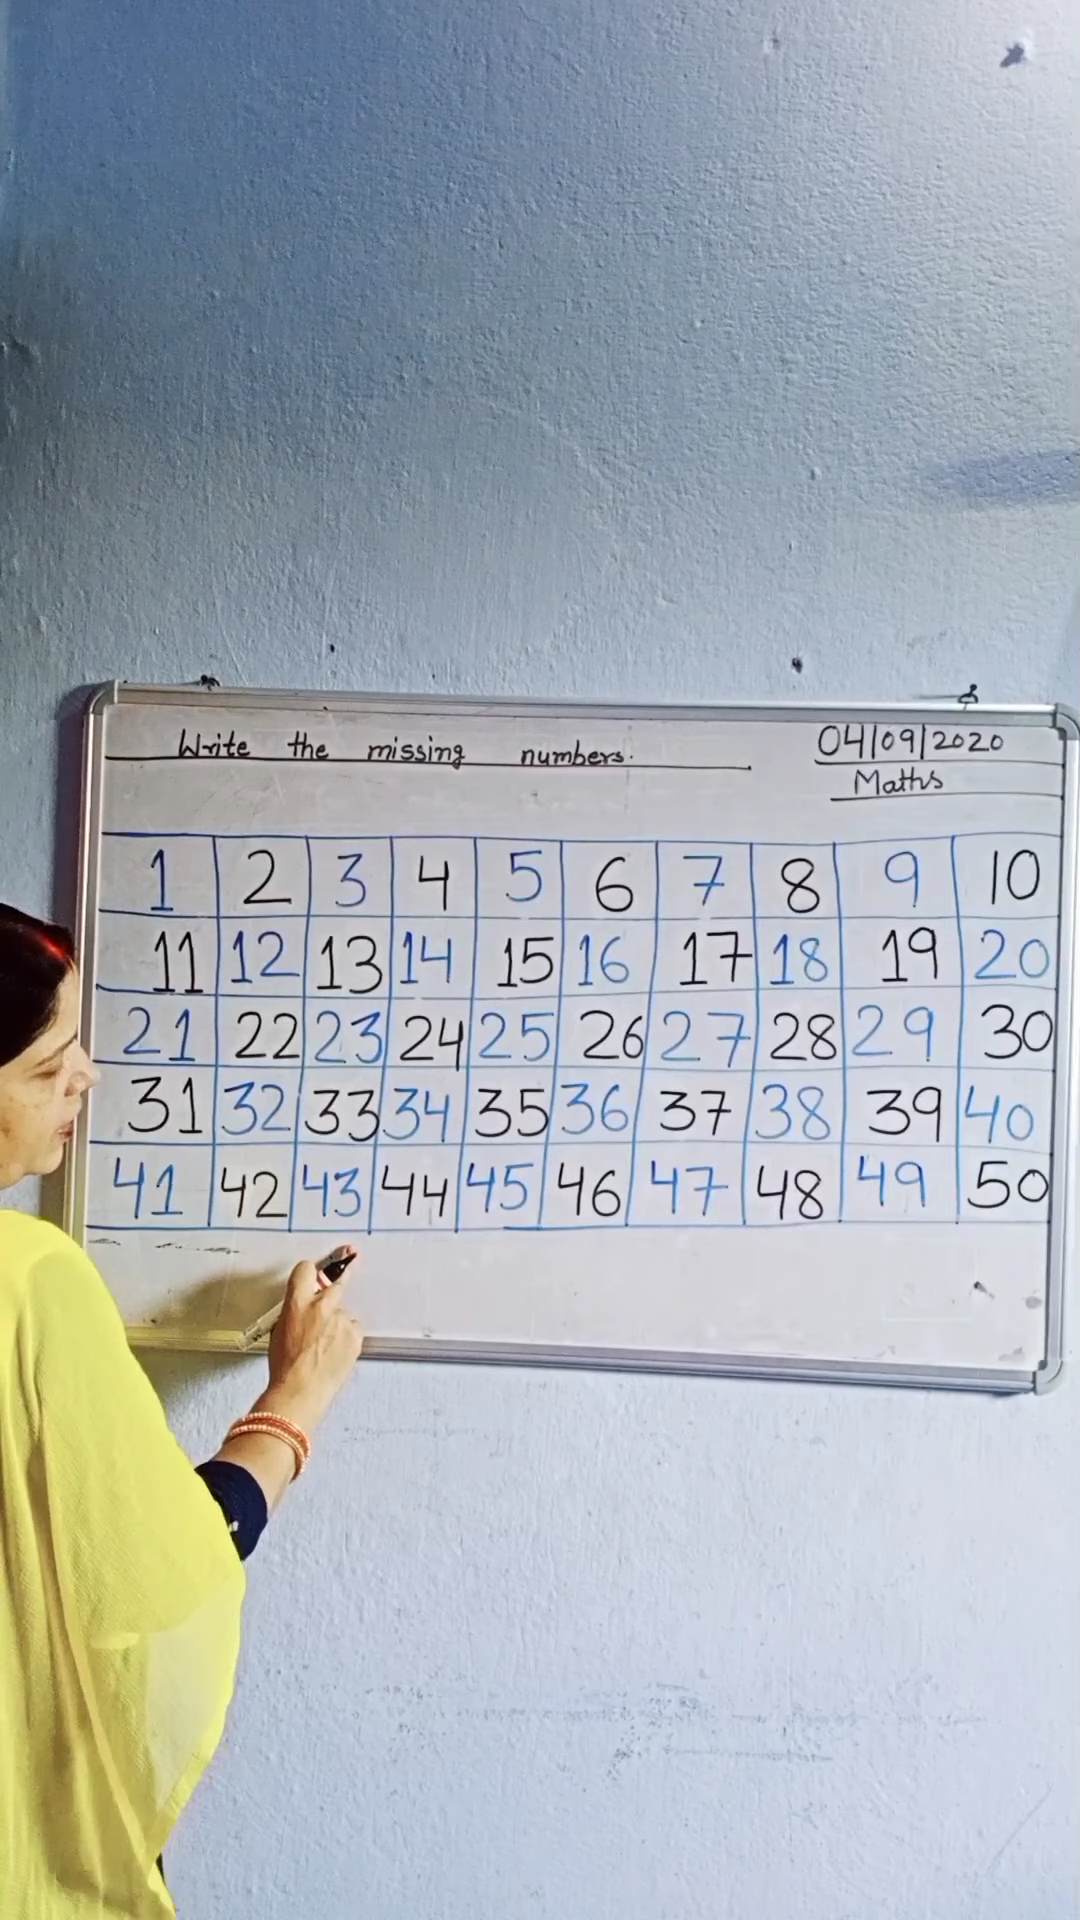 Write the missing numbers.
04/09/2020
Maths
1 2 3 4 5 6 7 8 9 10
11 12 13 14 15 16 17 18 19 20
21 22 23 24 25 26 27 28 29 30
31 32 33 34 35 36 37 38 39 40
41 42 43 44 45 46 47 48 49 50